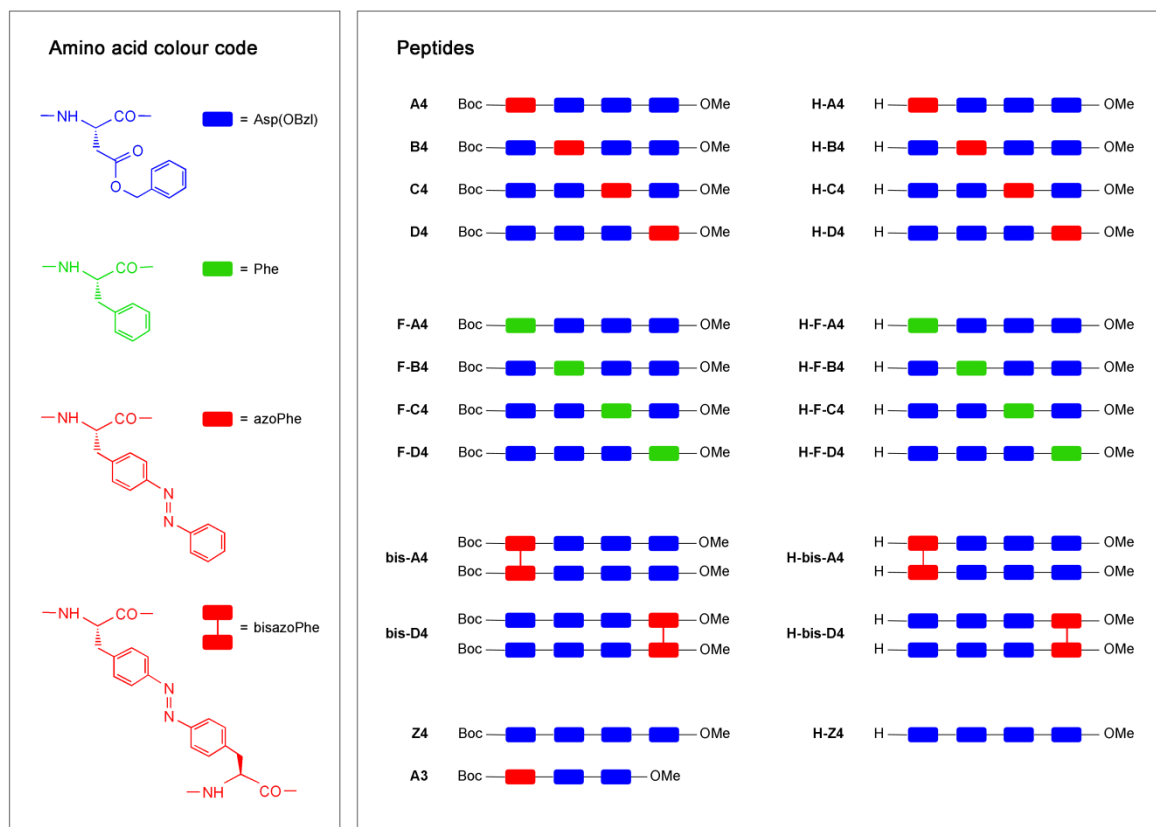 Amino acid colour code
NH
CO
O
O
= Asp(OBzl)
NH
CO
= Phe
NH
CO
N
N
= azoPhe
NH
CO
N
N
NH
CO
= bisazoPhe
Peptides
A4 Boc OMe
B4 Boc OMe
C4 Boc OMe
D4 Boc OMe
F-A4 Boc OMe
F-B4 Boc OMe
F-C4 Boc OMe
F-D4 Boc OMe
bis-A4
Boc OMe
Boc OMe
bis-D4
Boc OMe
Boc OMe
Z4 Boc OMe
A3 Boc OMe
H-A4 H OMe
H-B4 H OMe
H-C4 H OMe
H-D4 H OMe
H-F-A4 H OMe
H-F-B4 H OMe
H-F-C4 H OMe
H-F-D4 H OMe
H-bis-A4
H OMe
H OMe
H-bis-D4
H OMe
H OMe
H-Z4 H OMe